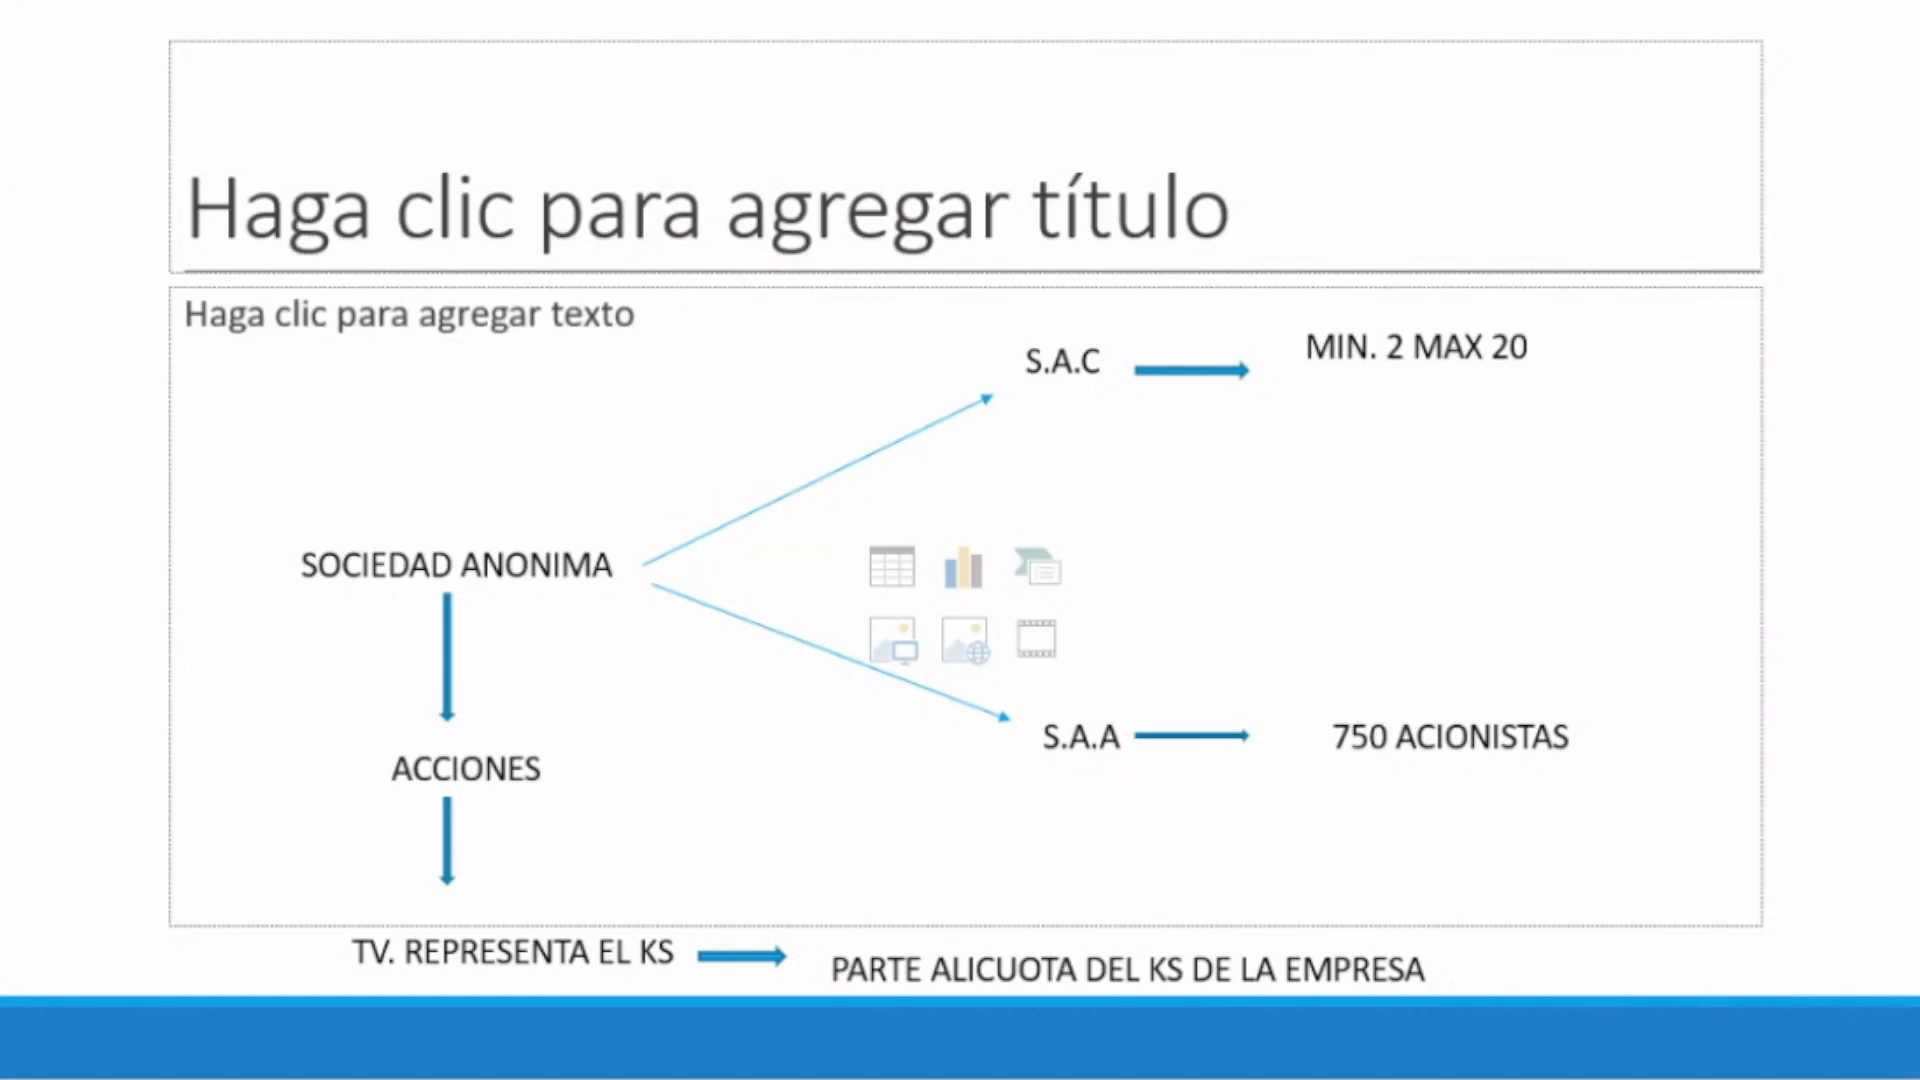 Haga clic para agregar título
Haga clic para agregar texto
S.A.C
MIN. 2 MAX 20
SOCIEDAD ANONIMA
S.A.A
750 ACIONISTAS
ACCIONES
TV. REPRESENTA EL KS
PARTE ALICUOTA DEL KS DE LA EMPRESA